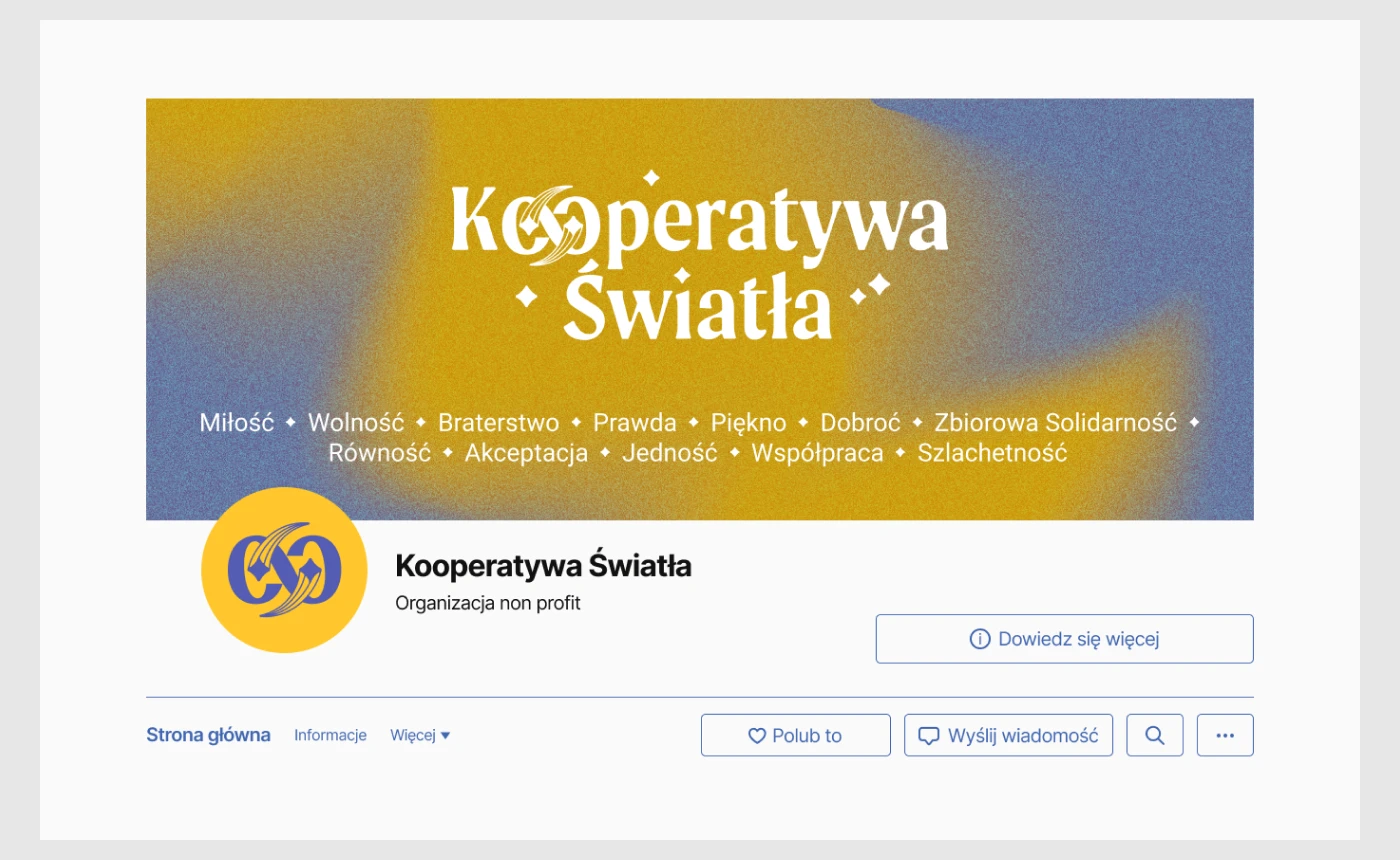 Kooperatywa
Światła
Miłość ✦ Wolność ✦ Braterstwo ✦ Prawda ✦ Piękno ✦ Dobroć ✦ Zbiorowa Solidarność ✦
Równość ✦ Akceptacja ✦ Jedność ✦ Współpraca ✦ Szlachetność
Kooperatywa Światła
Organizacja non profit
Dowiedz się więcej
Strona główna Informacje Więcej Polub to Wyślij wiadomość